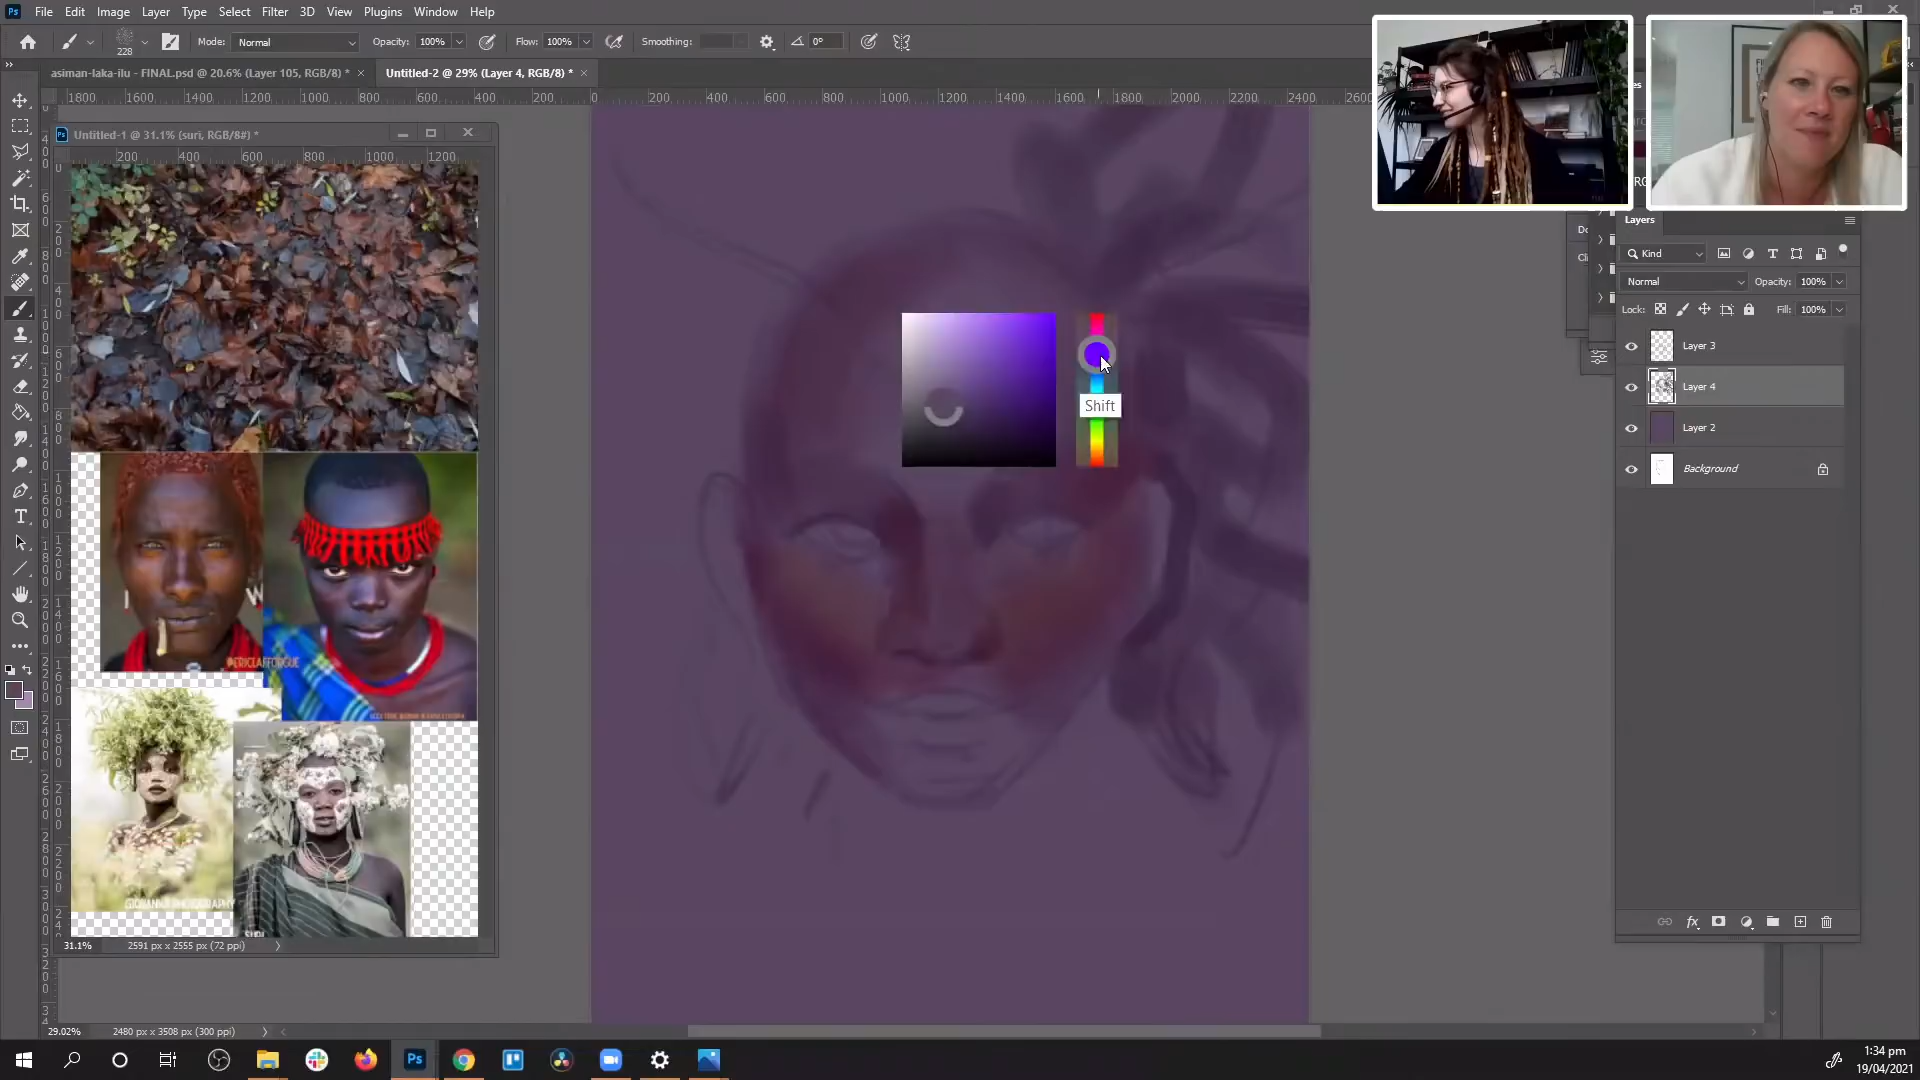 File Edit Image Layer Type Select Filter 3D View Plugins Window Help
228 Mode: Normal Opacity: 100% Flow: 100% Smoothing: 0°
asiman-laka-ilu - FINAL.psd @ 20.6% (Layer 105, RGB/8) * Untitled-2 @ 29% (Layer 4, RGB/8) *
1800 1600 1400 1200 1000 800 600 400 200 0 200 400 600 800 1000 1200 1400 1600 1800 2000 2200 2400 2600
Untitled-1 @ 31.1% (suri, RGB/8#) *
200 400 600 800 1000 1200
Layers
Kind
Normal Opacity: 100%
Lock: Fill: 100%
Layer 3
Layer 4
Layer 2
Background
Shift
@ERICLAFFORGUE
GIOVANNA PHOTOGRAPHY
SURI
31.1% 2591 px x 2555 px (72 ppi)
29.02% 2480 px x 3508 px (300 ppi)
1:34 pm
19/04/2021